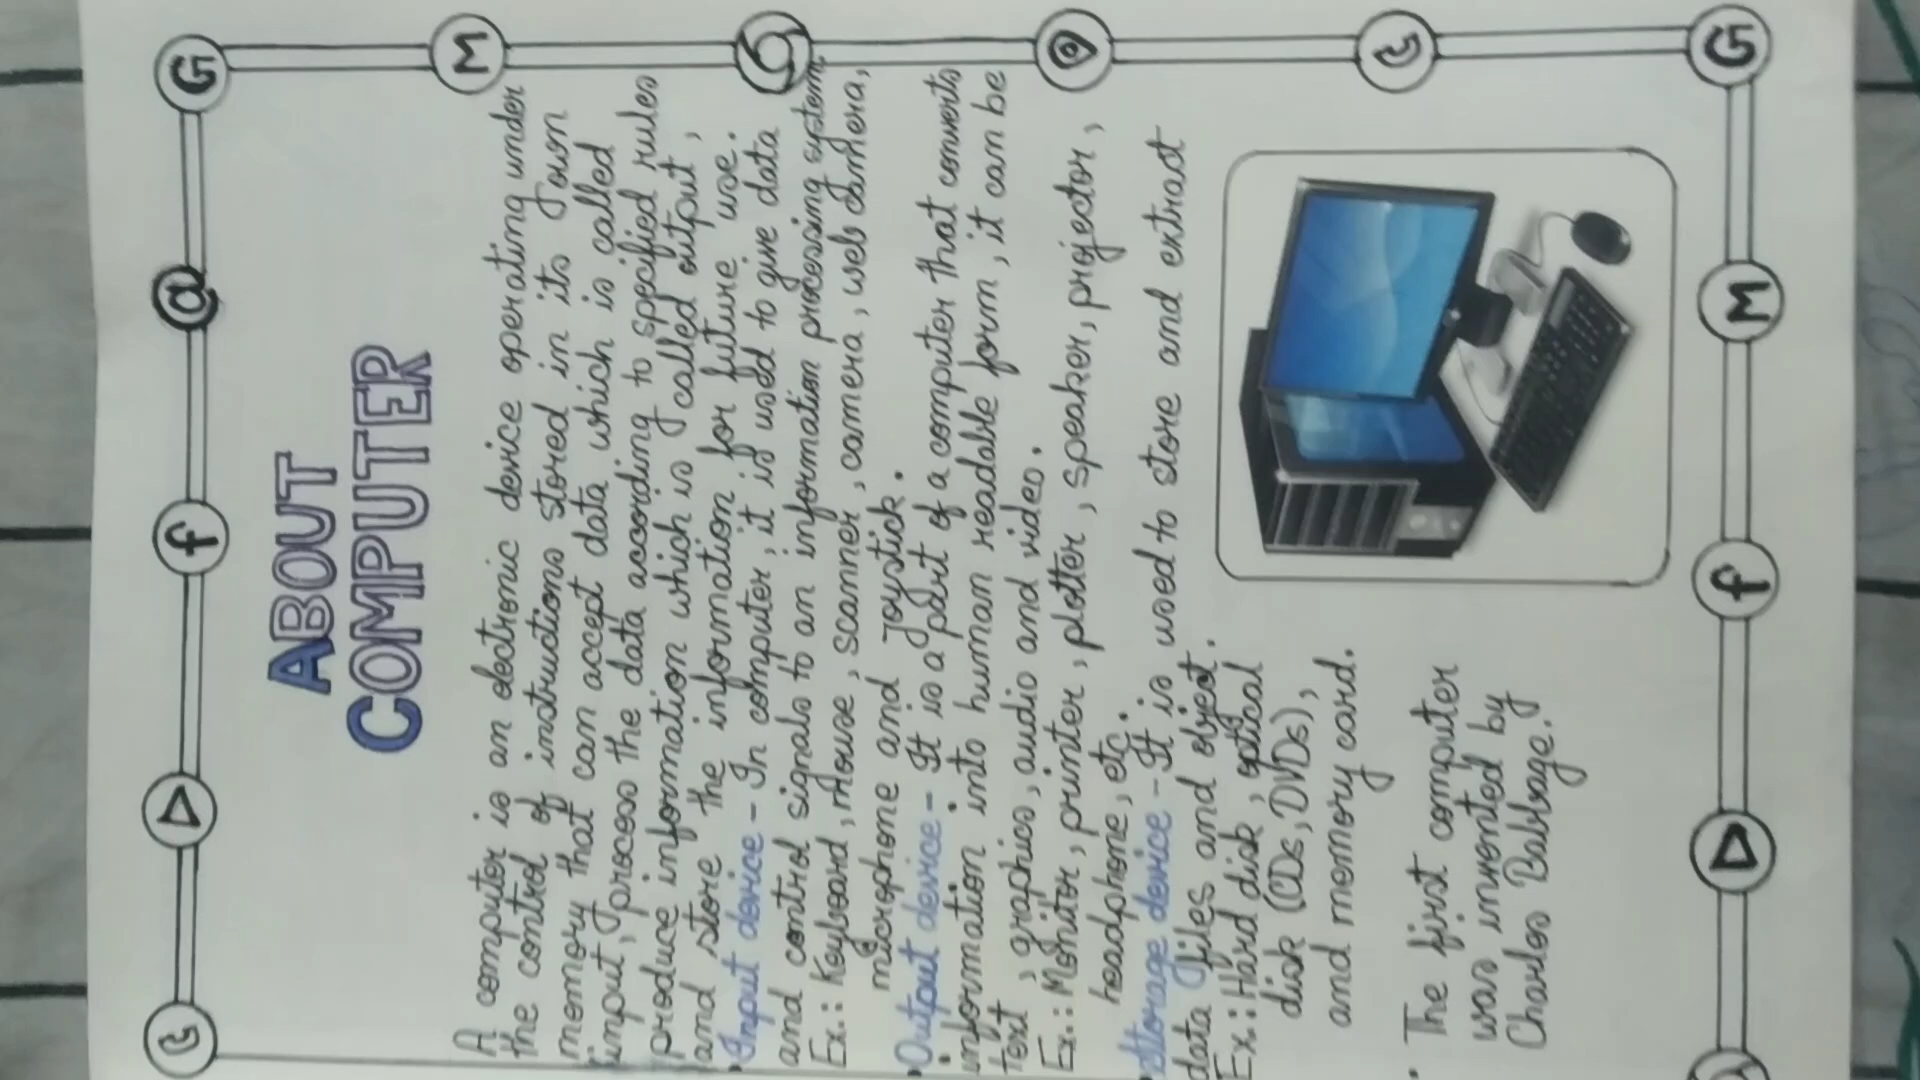 ABOUT
COMPUTER
A computer is an electronic device operating under
the control of instructions stored in its own
memory that can accept data which is called
input, process the data according to specified rules
produce information which is called output,
and store the information for future use.
• Input device - In computer, it is used to give data
and control signals to an information processing system
Ex.: Keyboard, mouse, scanner, camera, web camera,
microphone and joystick.
• Output device - It is a part of a computer that converts
information into human readable form, it can be
text, graphics, audio and video.
Ex.: Monitor, printer, plotter, speaker, projector,
headphone, etc.
• Storage device - It is used to store and extract
data files and object.
Ex.: Hard disk, optical
disk (CDs, DVDs),
and memory card.
• The first computer
was invented by
Charles Babbage.
G
M
G
@
f
f
M